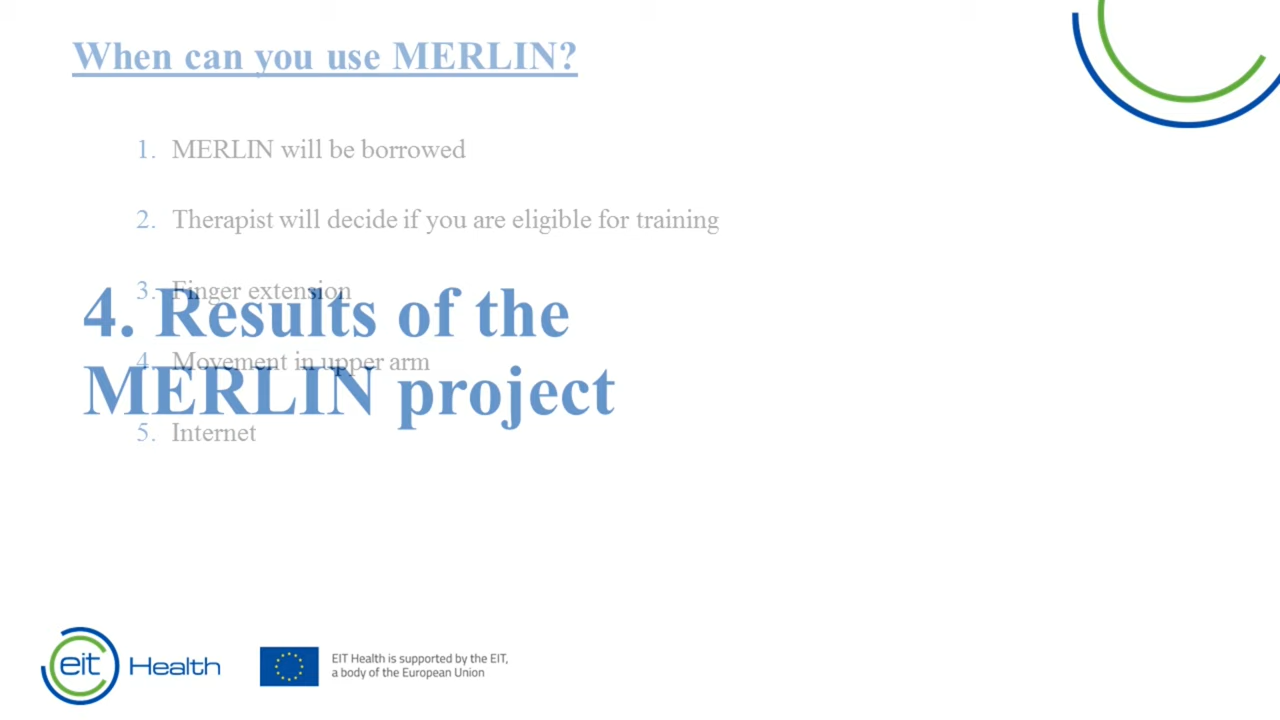 When can you use MERLIN?
1. MERLIN will be borrowed
2. Therapist will decide if you are eligible for training
3. Finger extension
4. Movement in upper arm
5. Internet
4. Results of the
MERLIN project
eit Health
EIT Health is supported by the EIT,
a body of the European Union